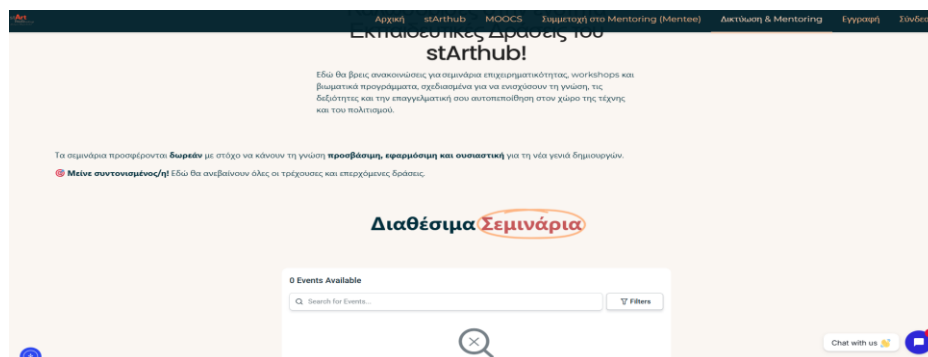 Αρχική stArthub MOOCS Συμμετοχή στο Mentoring (Mentee) Δικτύωση & Mentoring Εγγραφή Σύνδεσ
Εκπαιδευτικές Δράσεις του
stArthub!
Εδώ θα βρεις ανακοινώσεις για σεμινάρια επιχειρηματικότητας, workshops και
βιωματικά προγράμματα, σχεδιασμένα για να ενισχύσουν τη γνώση, τις
δεξιότητες και την επαγγελματική σου αυτοπεποίθηση στον χώρο της τέχνης
και του πολιτισμού.
Τα σεμινάρια προσφέρονται δωρεάν με στόχο να κάνουν τη γνώση προσβάσιμη, εφαρμόσιμη και ουσιαστική για τη νέα γενιά δημιουργών.
🎯 Μείνε συντονισμένος/η! Εδώ θα ανεβαίνουν όλες οι τρέχουσες και επερχόμενες δράσεις.
Διαθέσιμα Σεμινάρια
0 Events Available
Search for Events...
Filters
Chat with us 👋